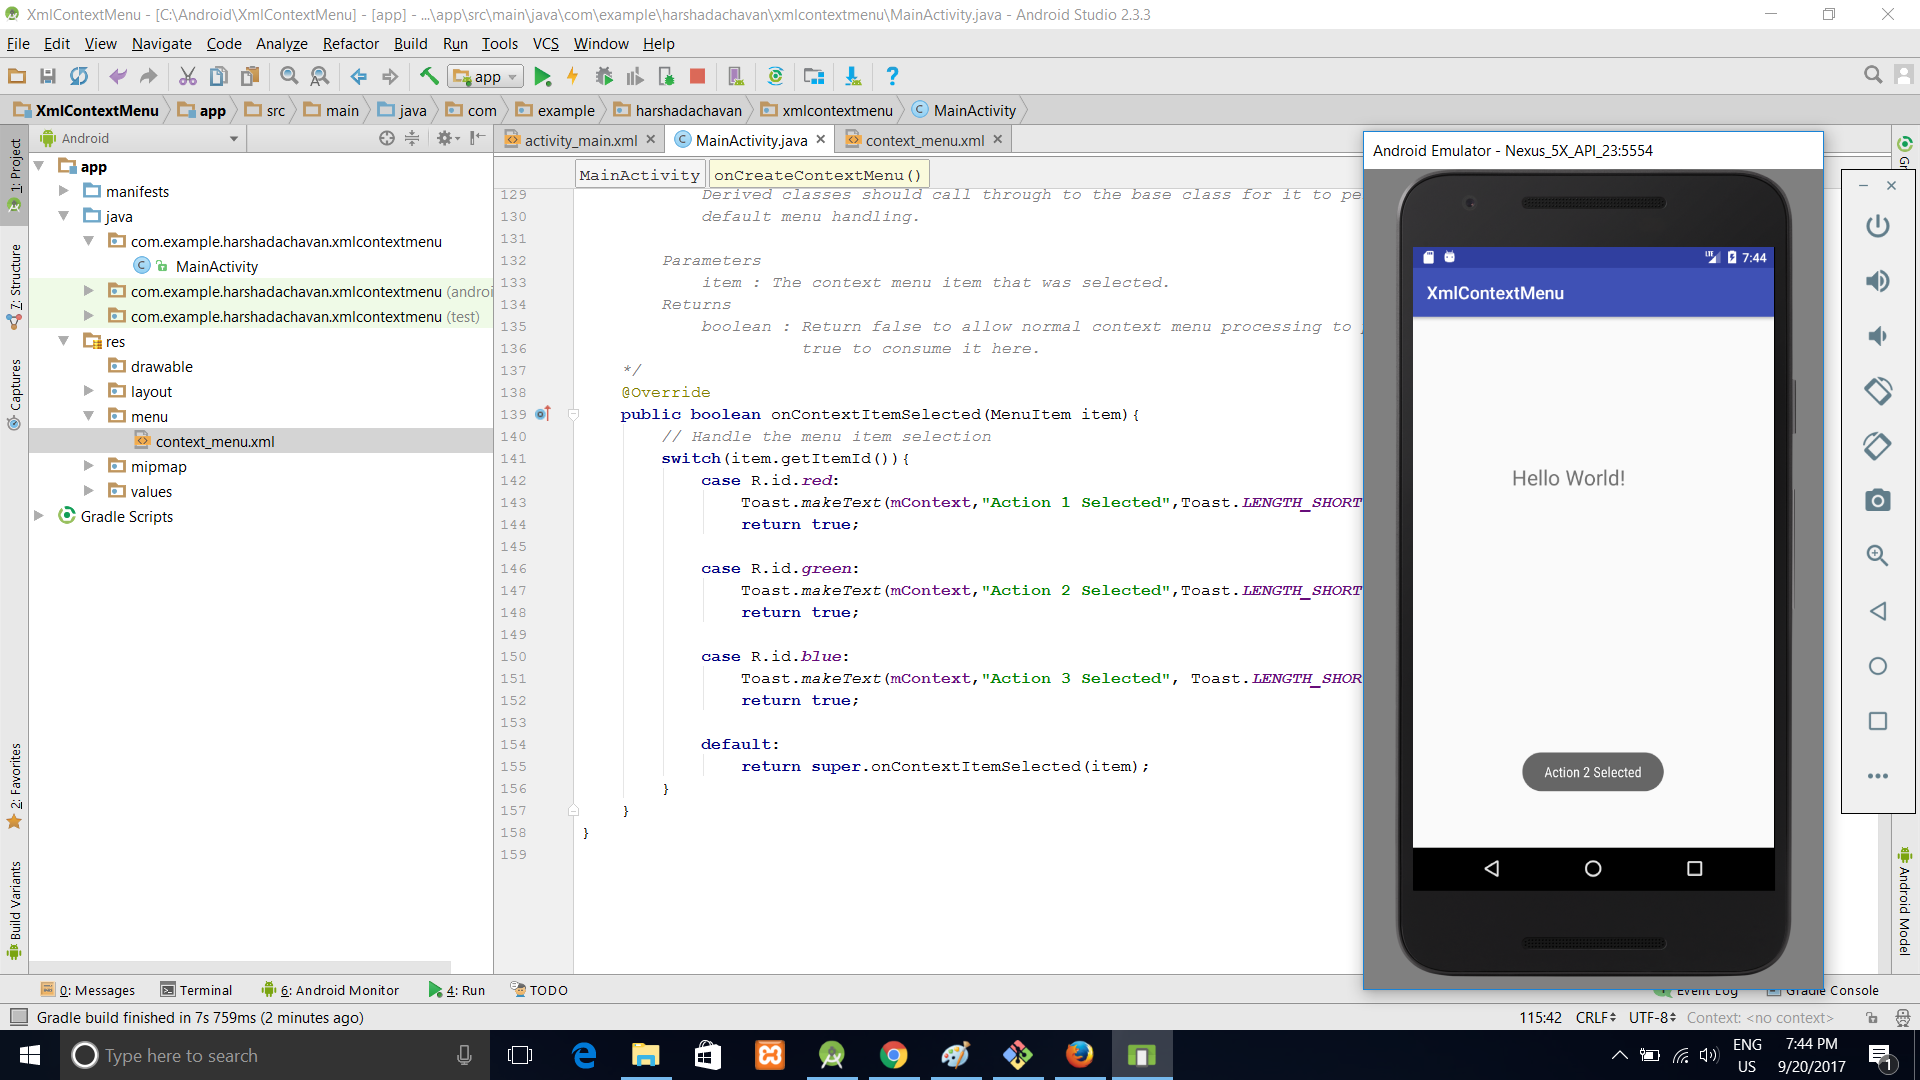 XmlContextMenu - [C:\Android\XmlContextMenu] - [app] - ...\app\src\main\java\com\example\harshadachavan\xmlcontextmenu\MainActivity.java - Android Studio 2.3.3
File Edit View Navigate Code Analyze Refactor Build Run Tools VCS Window Help
app
XmlContextMenu app src main java com example harshadachavan xmlcontextmenu MainActivity
Android
activity_main.xml MainActivity.java context_menu.xml
1: Project
7: Structure
Captures
2: Favorites
Build Variants
app
manifests
java
com.example.harshadachavan.xmlcontextmenu
MainActivity
com.example.harshadachavan.xmlcontextmenu (androi
com.example.harshadachavan.xmlcontextmenu (test)
res
drawable
layout
menu
context_menu.xml
mipmap
values
Gradle Scripts
MainActivity onCreateContextMenu()
129 Derived classes should call through to the base class for it to pe
130 default menu handling.
131
132 Parameters
133 item : The context menu item that was selected.
134 Returns
135 boolean : Return false to allow normal context menu processing to
136 true to consume it here.
137 */
138 @Override
139 public boolean onContextItemSelected(MenuItem item){
140 // Handle the menu item selection
141 switch(item.getItemId()){
142 case R.id.red:
143 Toast.makeText(mContext,"Action 1 Selected",Toast.LENGTH_SHORT
144 return true;
145
146 case R.id.green:
147 Toast.makeText(mContext,"Action 2 Selected",Toast.LENGTH_SHORT
148 return true;
149
150 case R.id.blue:
151 Toast.makeText(mContext,"Action 3 Selected", Toast.LENGTH_SHOR
152 return true;
153
154 default:
155 return super.onContextItemSelected(item);
156 }
157 }
158 }
159
Android Emulator - Nexus_5X_API_23:5554
LTE 7:44
XmlContextMenu
Hello World!
Action 2 Selected
Gr
Android Model
0: Messages Terminal 6: Android Monitor 4: Run TODO Event Log Gradle Console
Gradle build finished in 7s 759ms (2 minutes ago) 115:42 CRLF UTF-8 Context: <no context>
Type here to search
ENG
US
7:44 PM
9/20/2017
1